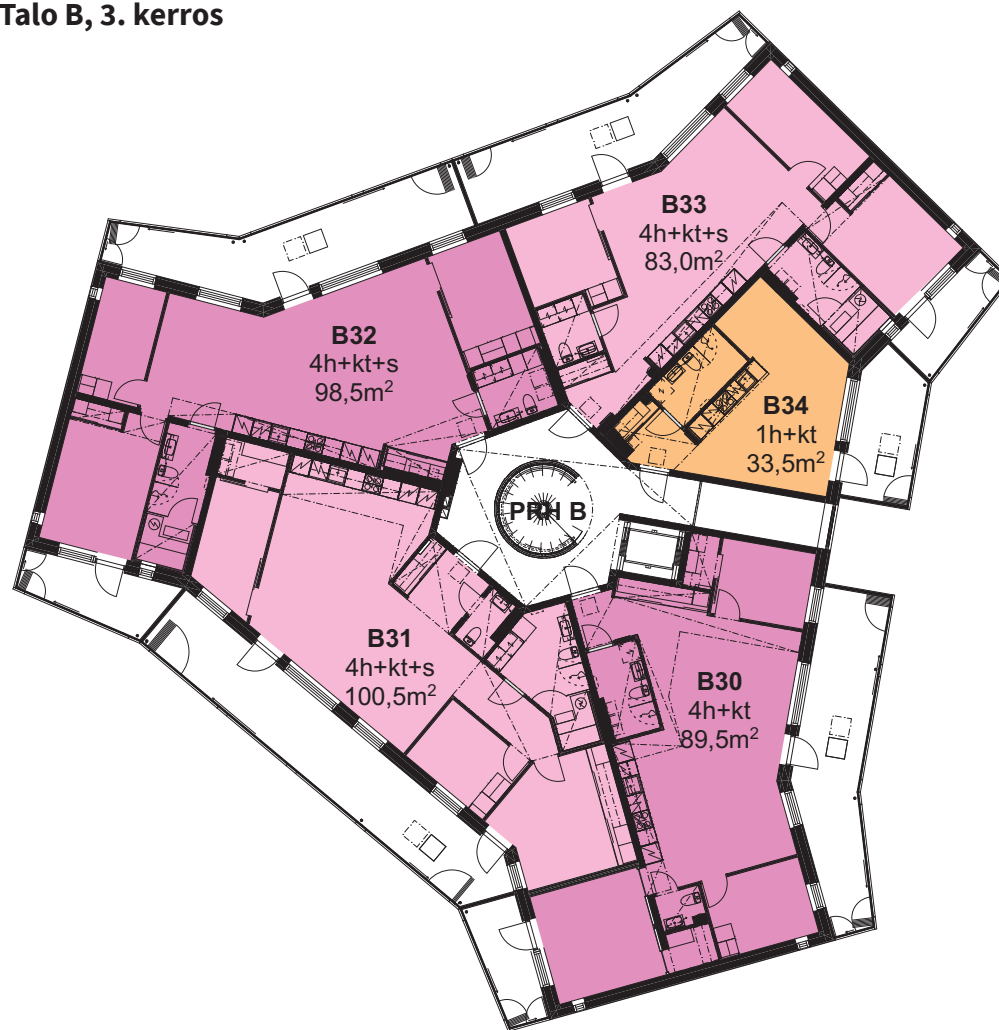 Talo B, 3. kerros
B33
4h+kt+s
83,0m²
B32
4h+kt+s
98,5m²
B34
1h+kt
33,5m²
PRH B
B31
4h+kt+s
100,5m²
B30
4h+kt
89,5m²